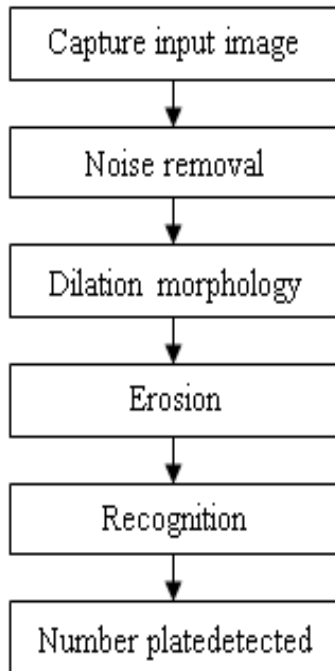 Capture input image
Noise removal
Dilation morphology
Erosion
Recognition
Number platedetected